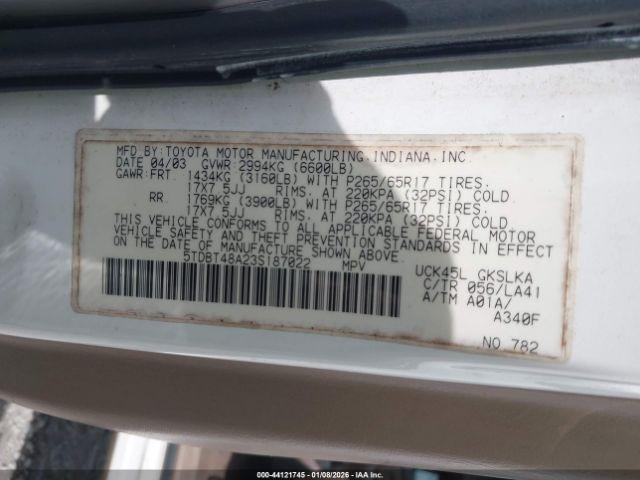 MFD. BY: TOYOTA MOTOR MANUFACTURING, INDIANA, INC.
DATE 04/03 GVWR: 2994KG (6600LB)
GAWR: FRT 1434KG (3160LB) WITH P265/65R17 TIRES.
17X7.5JJ RIMS. AT 220KPA (32PSI) COLD
RR 1769KG (3900LB) WITH P265/65R17 TIRES.
17X7.5JJ RIMS. AT 220KPA (32PSI) COLD
THIS VEHICLE CONFORMS TO ALL APPLICABLE FEDERAL MOTOR
VEHICLE SAFETY AND THEFT PREVENTION STANDARDS IN EFFECT
ON THE DATE OF MANUFACTURE SHOWN ABOVE.
5TDBT48A23S187022 MPV
UCK45L GKSLKA
C/TR 056/LA41
A/TM A01A/
A340F
NO. 782
000-44121745 01/08/2026 - IAA Inc.